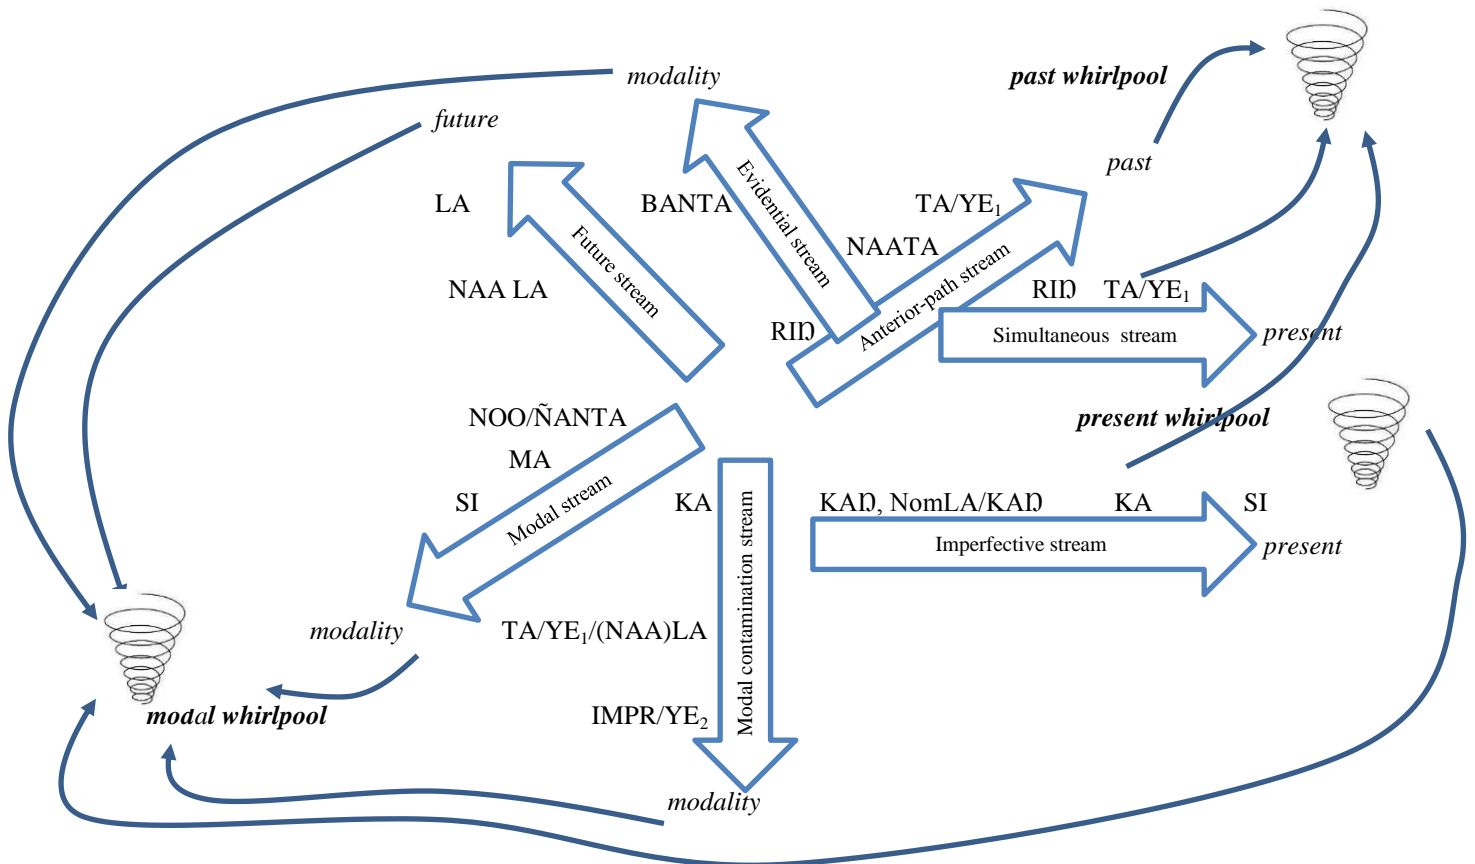 modality
past whirlpool
future
past
LA
BANTA
Evidential stream
TA/YE₁
Future stream
NAATA
NAA LA
RIŊ
Anterior-path stream
RIŊ TA/YE₁
Simultaneous stream
present
NOO/ÑANTA
present whirlpool
MA
SI
Modal stream
KA
Modal contamination stream
KAIŊ, NomLA/KAIŊ
KA
SI
Imperfective stream
present
modality
TA/YE₁/(NAA)LA
modal whirlpool
IMPR/YE₂
modality